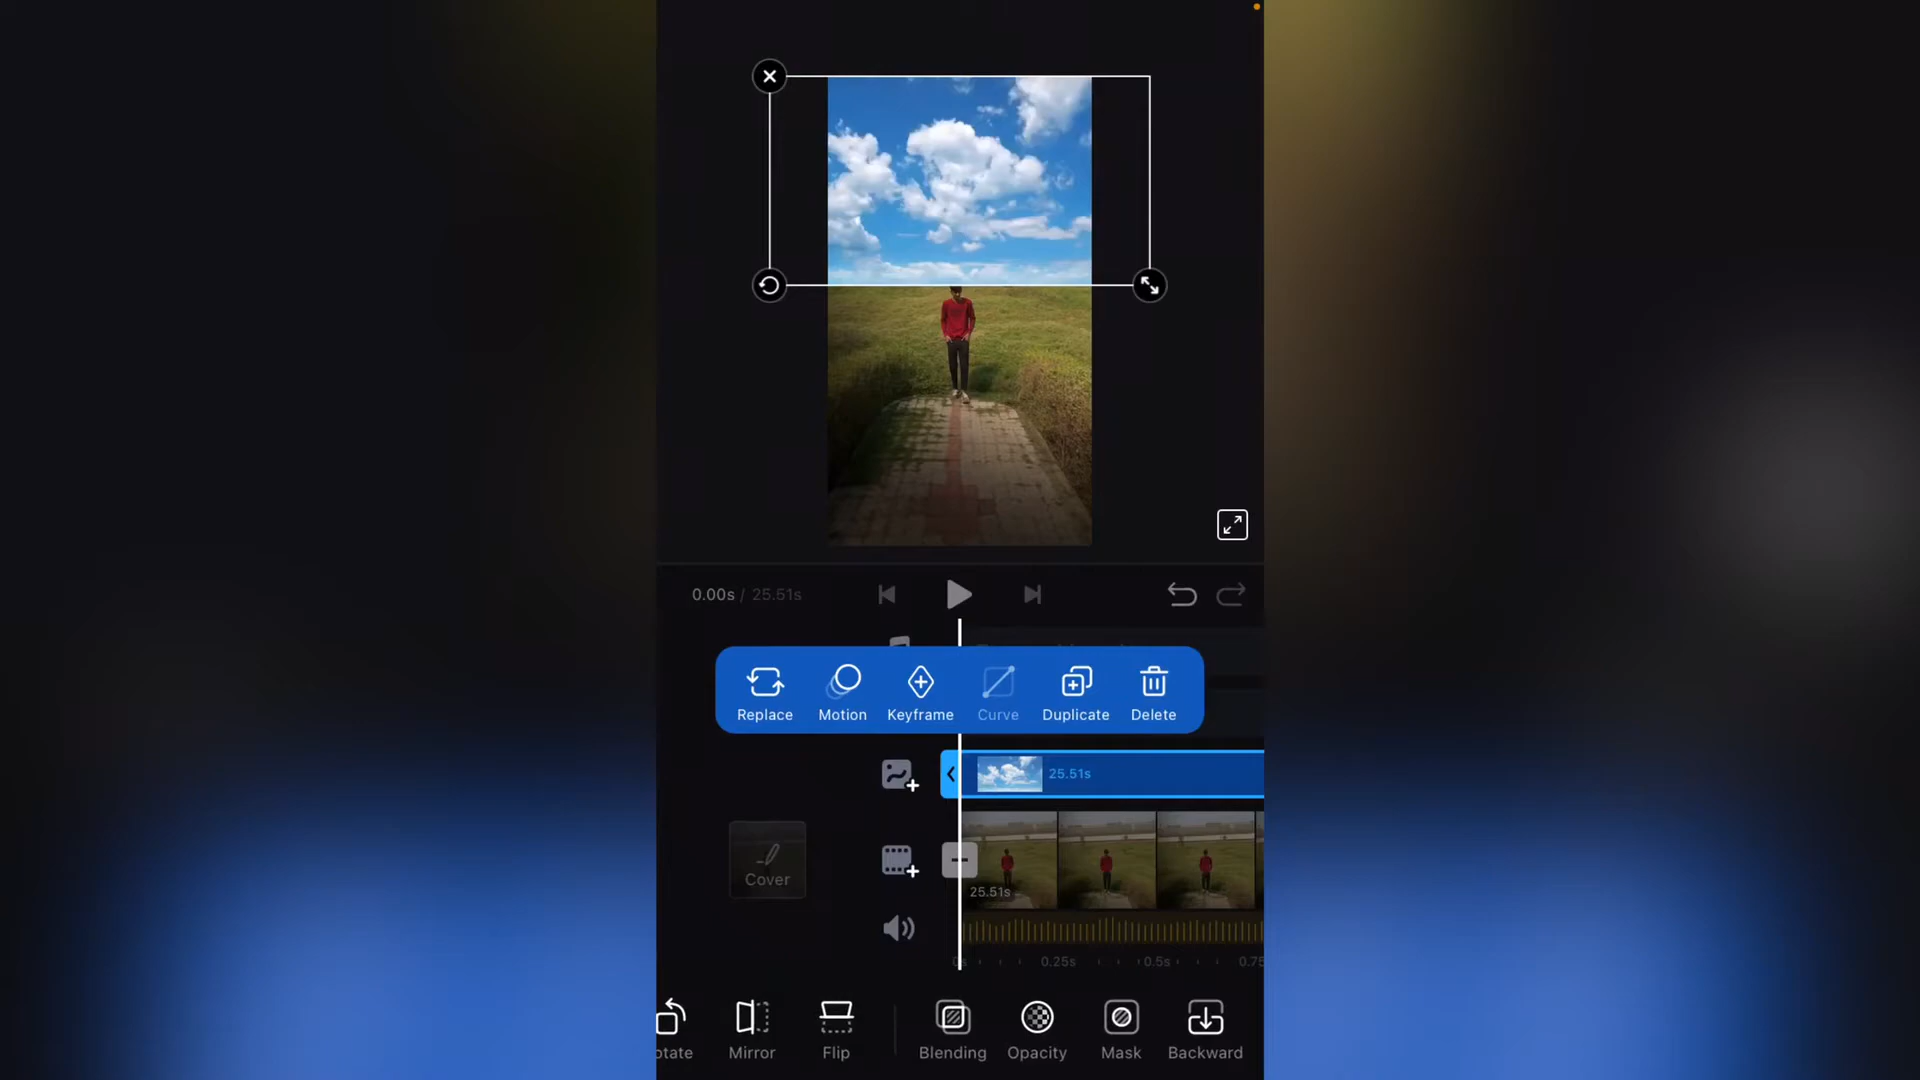 0.00s / 25.51s
Replace
Motion
Keyframe
Curve
Duplicate
Delete
25.51s
Cover
25.51s
0.25s
0.5s
0.75
otate
Mirror
Flip
Blending
Opacity
Mask
Backward